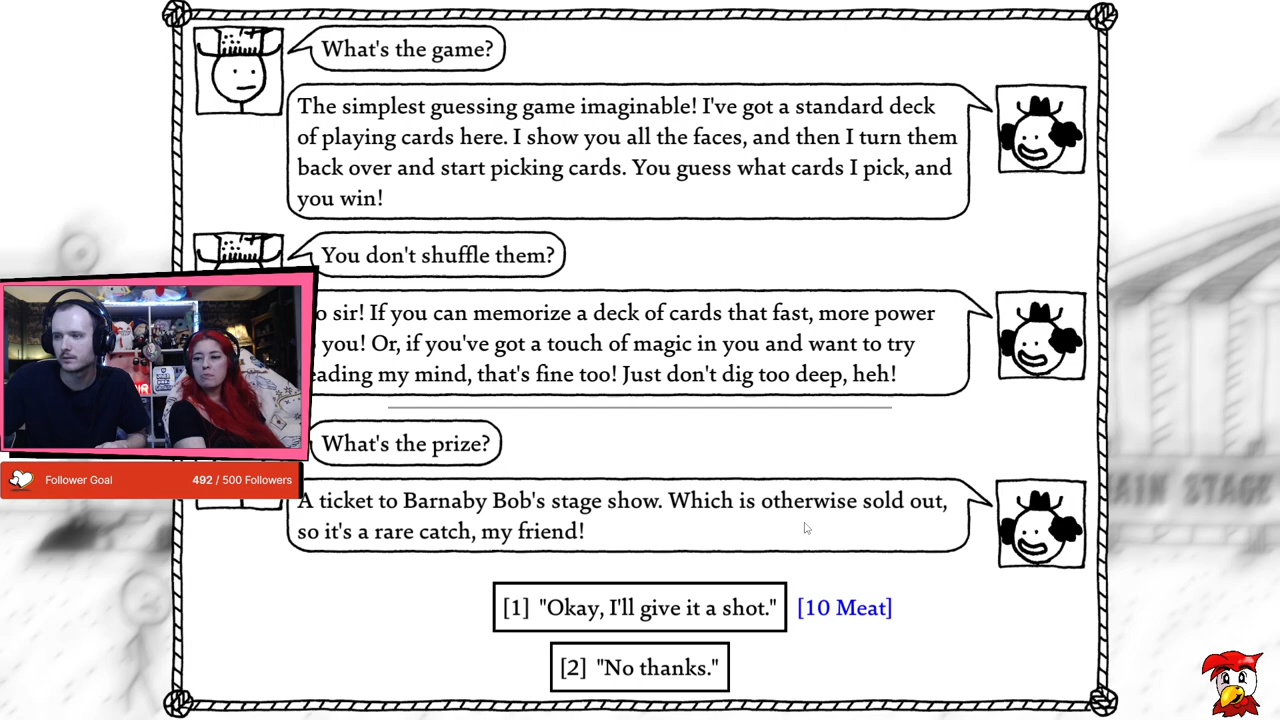 What's the game?
The simplest guessing game imaginable! I've got a standard deck
of playing cards here. I show you all the faces, and then I turn them
back over and start picking cards. You guess what cards I pick, and
you win!
You don't shuffle them?
o sir! If you can memorize a deck of cards that fast, more power
you! Or, if you've got a touch of magic in you and want to try
eading my mind, that's fine too! Just don't dig too deep, heh!
What's the prize?
A ticket to Barnaby Bob's stage show. Which is otherwise sold out,
so it's a rare catch, my friend!
[1] "Okay, I'll give it a shot." [10 Meat]
[2] "No thanks."
Follower Goal 492 / 500 Followers
AIN STAGE